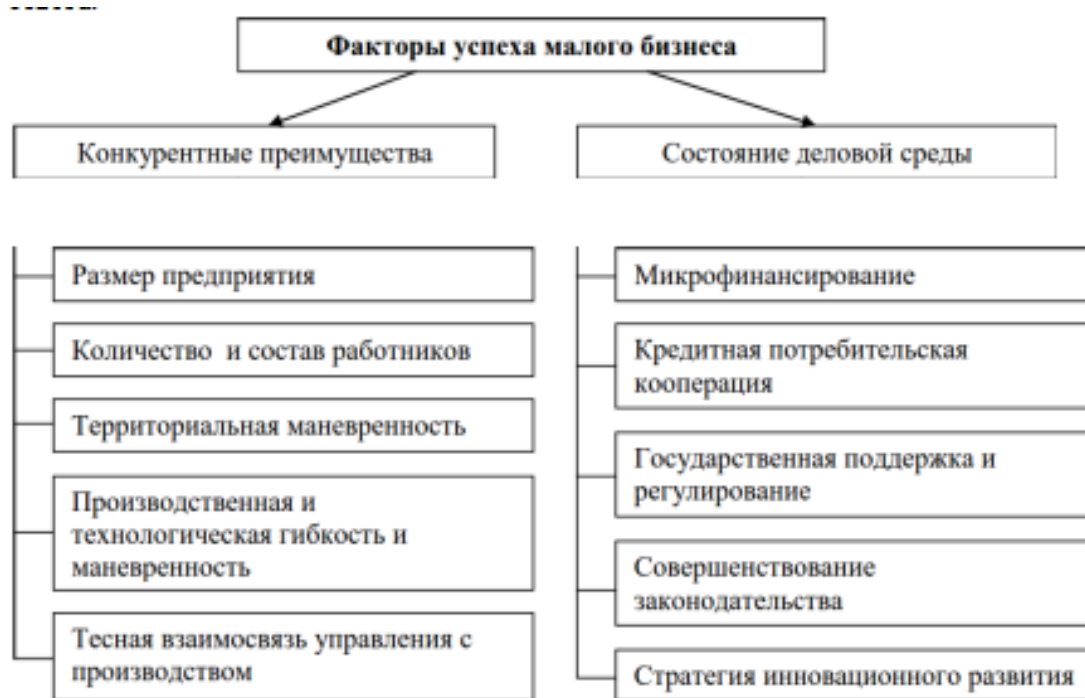 Факторы успеха малого бизнеса
Конкурентные преимущества
Состояние деловой среды
Размер предприятия
Количество и состав работников
Территориальная маневренность
Производственная и
технологическая гибкость и
маневренность
Тесная взаимосвязь управления с
производством
Микрофинансирование
Кредитная потребительская
кооперация
Государственная поддержка и
регулирование
Совершенствование
законодательства
Стратегия инновационного развития